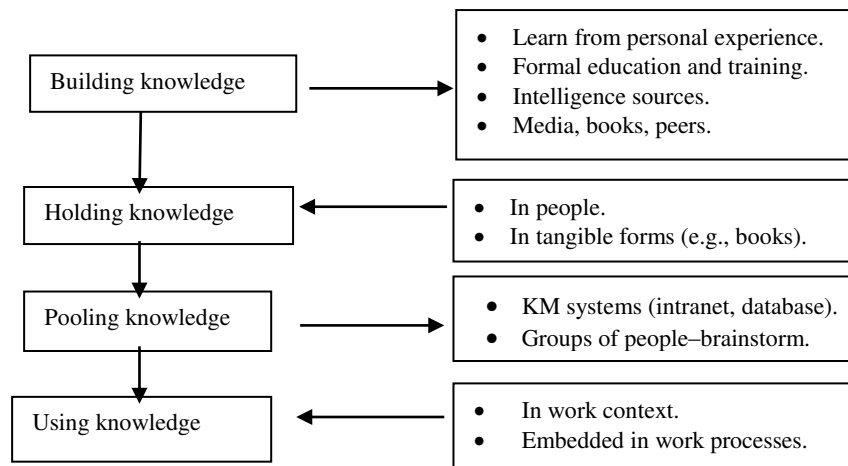 Building knowledge
• Learn from personal experience.
• Formal education and training.
• Intelligence sources.
• Media, books, peers.
Holding knowledge
• In people.
• In tangible forms (e.g., books).
Pooling knowledge
• KM systems (intranet, database).
• Groups of people–brainstorm.
Using knowledge
• In work context.
• Embedded in work processes.